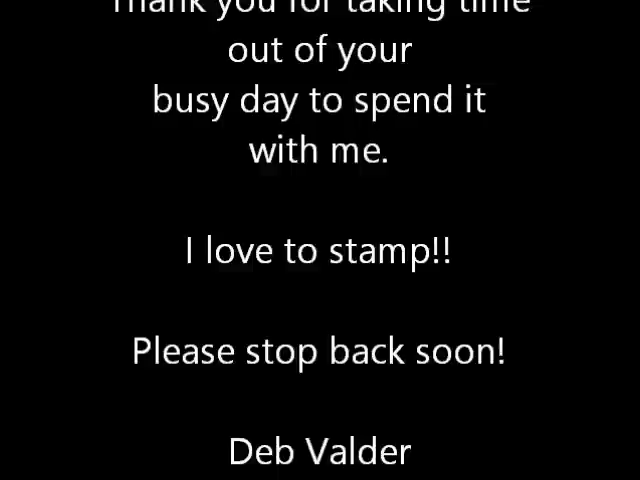 Thank you for taking time
out of your
busy day to spend it
with me.
I love to stamp!!
Please stop back soon!
Deb Valder